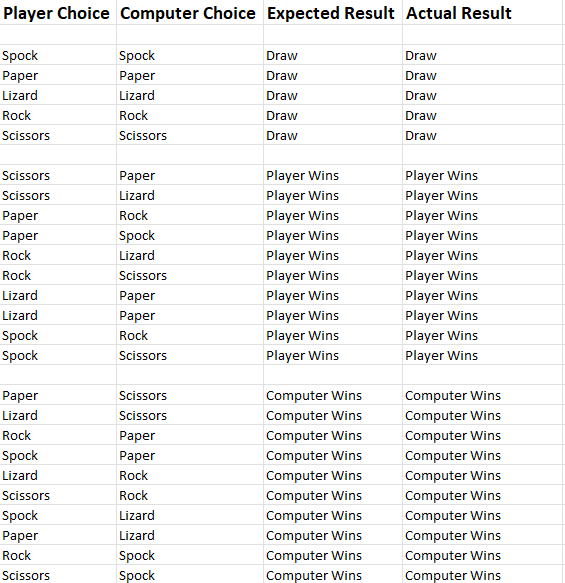 Player Choice Computer Choice Expected Result Actual Result
Spock Spock Draw Draw
Paper Paper Draw Draw
Lizard Lizard Draw Draw
Rock Rock Draw Draw
Scissors Scissors Draw Draw
Scissors Paper Player Wins Player Wins
Scissors Lizard Player Wins Player Wins
Paper Rock Player Wins Player Wins
Paper Spock Player Wins Player Wins
Rock Lizard Player Wins Player Wins
Rock Scissors Player Wins Player Wins
Lizard Paper Player Wins Player Wins
Lizard Paper Player Wins Player Wins
Spock Rock Player Wins Player Wins
Spock Scissors Player Wins Player Wins
Paper Scissors Computer Wins Computer Wins
Lizard Scissors Computer Wins Computer Wins
Rock Paper Computer Wins Computer Wins
Spock Paper Computer Wins Computer Wins
Lizard Rock Computer Wins Computer Wins
Scissors Rock Computer Wins Computer Wins
Spock Lizard Computer Wins Computer Wins
Paper Lizard Computer Wins Computer Wins
Rock Spock Computer Wins Computer Wins
Scissors Spock Computer Wins Computer Wins